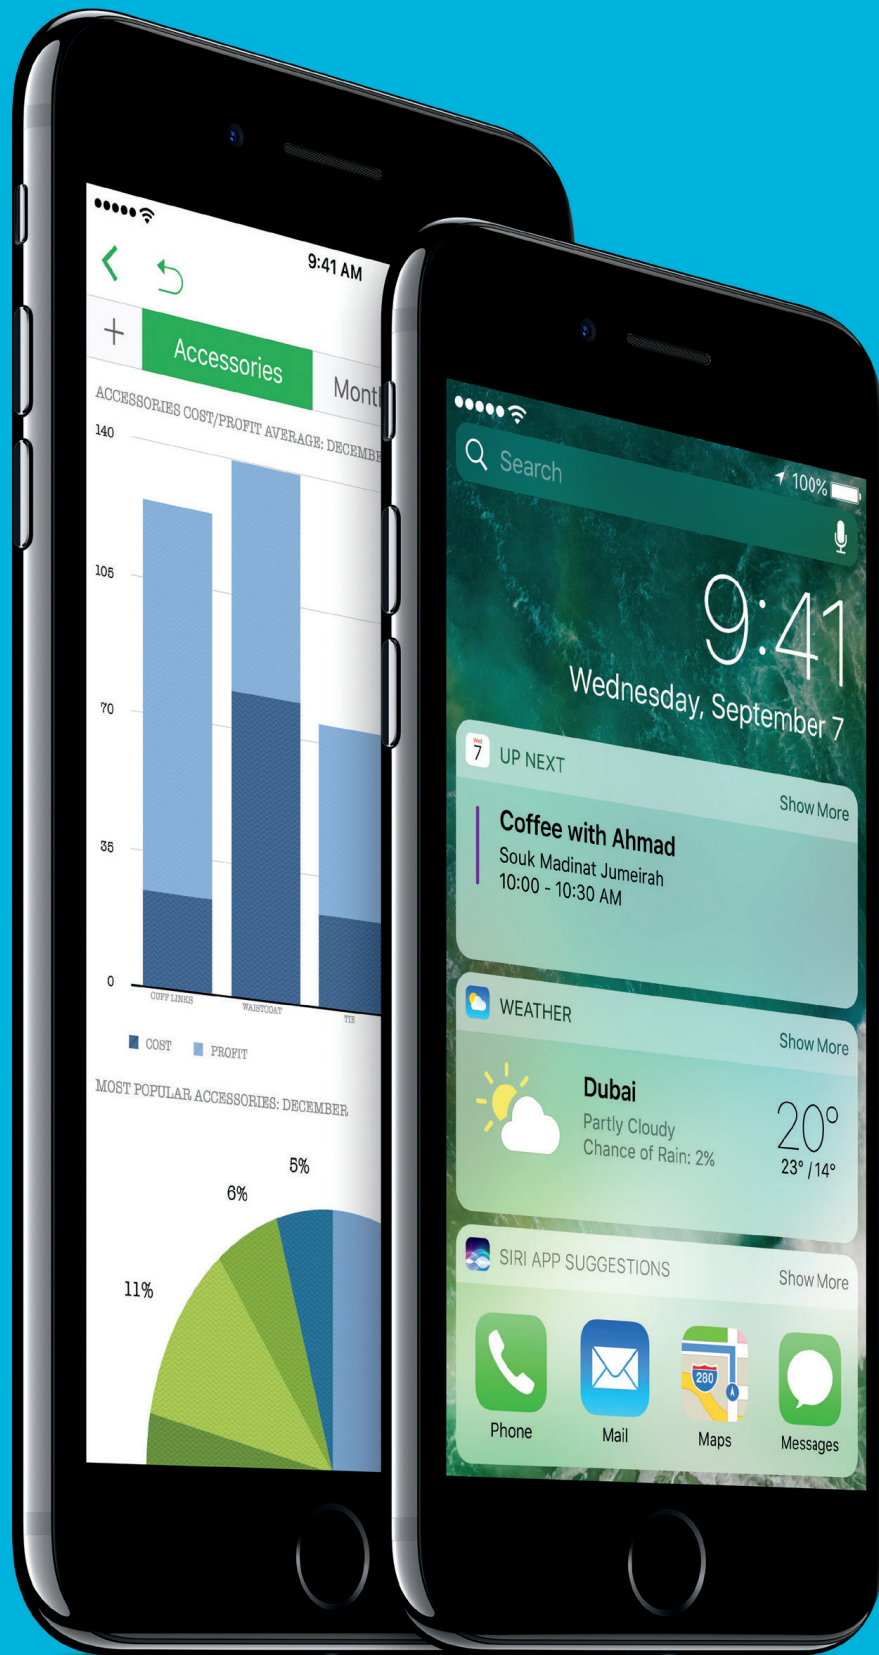 9:41 AM
+
Accessories
Month
ACCESSORIES COST/PROFIT AVERAGE: DECEMBE
140
105
70
35
0
CUFF LINKS
WAISTCOAT
TIE
COST
PROFIT
MOST POPULAR ACCESSORIES: DECEMBER
5%
6%
11%
100%
Search
9:41
Wednesday, September 7
Wed
7
UP NEXT
Show More
Coffee with Ahmad
Souk Madinat Jumeirah
10:00 - 10:30 AM
WEATHER
Show More
Dubai
Partly Cloudy
Chance of Rain: 2%
20°
23° / 14°
SIRI APP SUGGESTIONS
Show More
280
Phone
Mail
Maps
Messages